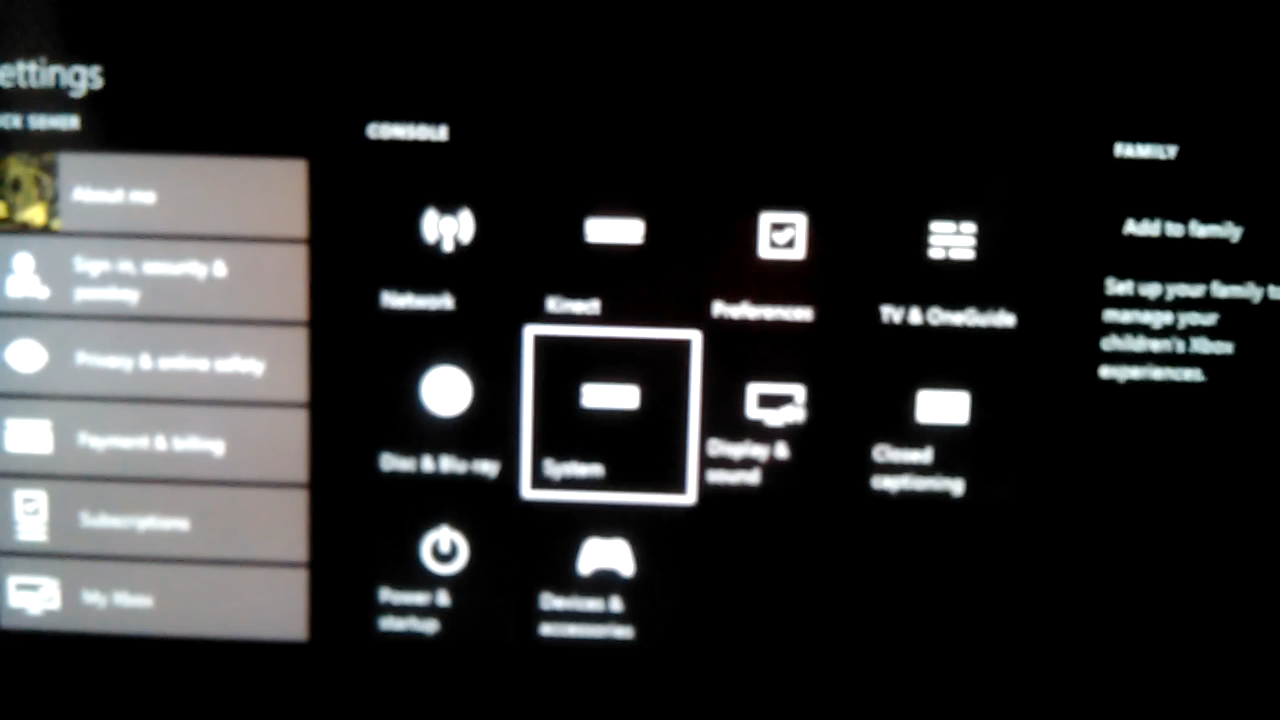 ettings
CONSOLE
FAMILY
About me
Sign in, security &
passkey
Privacy & online safety
Payment & billing
Subscriptions
My Xbox
Network
Kinect
Preferences
TV & OneGuide
Disc & Blu-ray
System
Display &
sound
Closed
captioning
Power &
startup
Devices &
accessories
Add to family
Set up your family to
manage your
children's Xbox
experiences.